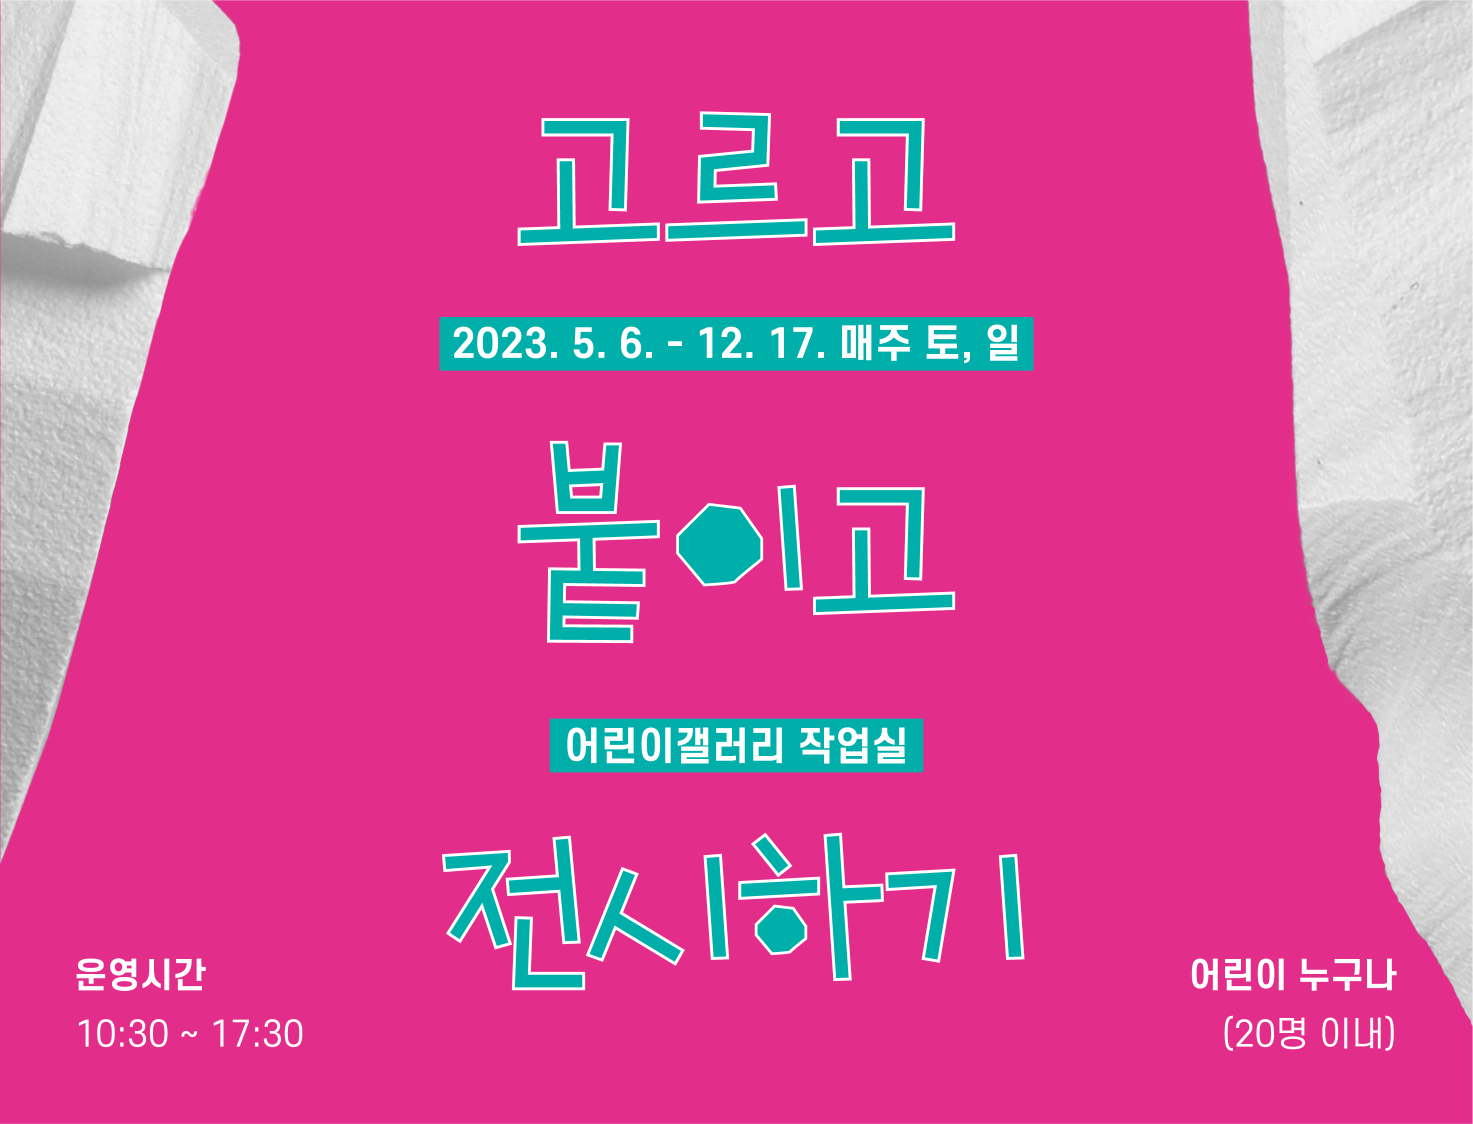 고르고
2023. 5. 6. - 12. 17. 매주 토, 일
붙이고
어린이갤러리 작업실
전시하기
운영시간
10:30 ~ 17:30
어린이 누구나
(20명 이내)